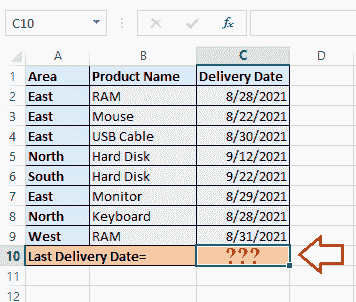 C10 fx
A B C D
1 Area Product Name Delivery Date
2 East RAM 8/28/2021
3 East Mouse 8/22/2021
4 East USB Cable 8/30/2021
5 North Hard Disk 9/12/2021
6 South Hard Disk 9/22/2021
7 East Monitor 8/29/2021
8 North Keyboard 8/28/2021
9 West RAM 8/31/2021
10 Last Delivery Date= ???
11
12